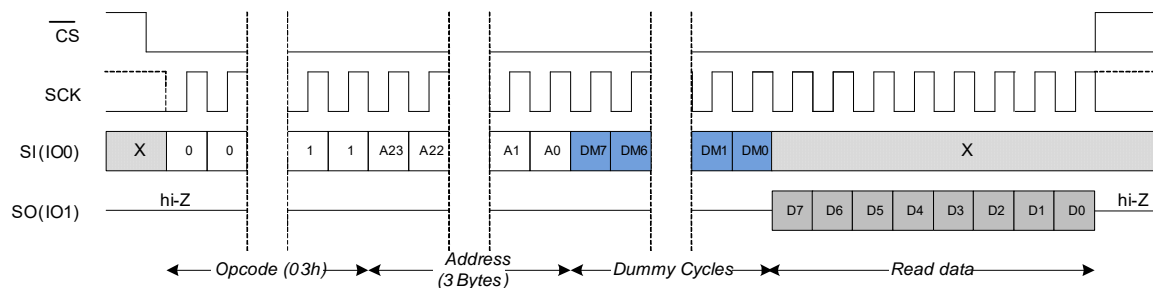 CS
SCK
SI(IO0) X 0 0 1 1 A23 A22 A1 A0 DM7 DM6 DM1 DM0 X
hi-Z hi-Z
SO(IO1) D7 D6 D5 D4 D3 D2 D1 D0
Opcode (03h) Address Dummy Cycles Read data
(3 Bytes)